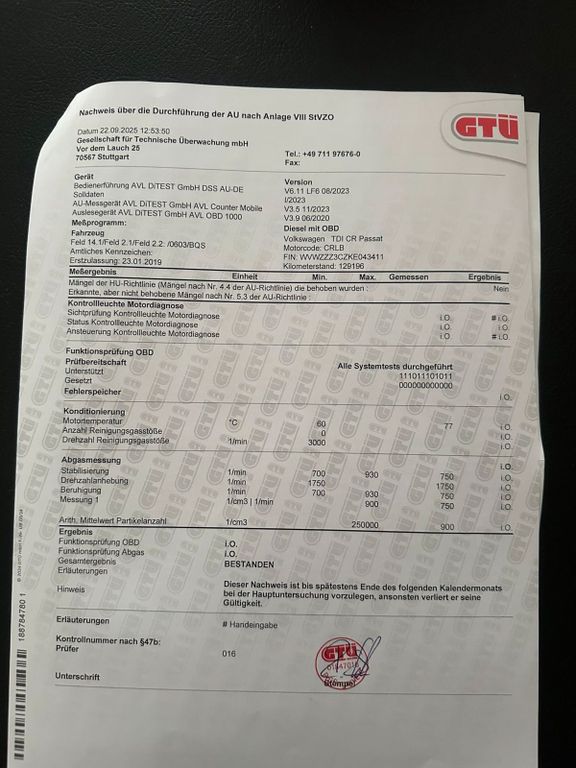 Nachweis über die Durchführung der AU nach Anlage VIII StVZO
GTÜ
Datum 22.09.2025 12:53:50
Gesellschaft für Technische Überwachung mbH
Vor dem Lauch 25
70567 Stuttgart
Tel.: +49 711 97676-0
Fax:
Gerät Version
Bedienerführung AVL DiTEST GmbH DSS AU-DE V6.11 LF6 08/2023
Solldaten I/2023
AU-Messgerät AVL DiTEST GmbH AVL Counter Mobile V3.5 11/2023
Auslesegerät AVL DiTEST GmbH AVL OBD 1000 V3.9 06/2020
Meßprogramm: Diesel mit OBD
Fahrzeug Volkswagen TDI CR Passat
Feld 14.1/Feld 2.1/Feld 2.2: /0603/BQS Motorcode: CRLB
Amtliches Kennzeichen: FIN: WVWZZZ3CZKE043411
Erstzulassung: 23.01.2019 Kilometerstand: 129196
Meßergebnis Einheit Min. Max. Gemessen Ergebnis
Mängel der HU-Richtlinie (Mängel nach Nr. 4.4 der AU-Richtlinie) die behoben wurden : Nein
Erkannte, aber nicht behobene Mängel nach Nr. 5.3 der AU-Richtlinie :
Kontrollleuchte Motordiagnose
Sichtprüfung Kontrollleuchte Motordiagnose i.O. # i.O.
Status Kontrollleuchte Motordiagnose i.O. i.O.
Ansteuerung Kontrollleuchte Motordiagnose i.O. # i.O.
Funktionsprüfung OBD
Prüfbereitschaft Alle Systemtests durchgeführt
Unterstützt 111011101011
Gesetzt 000000000000
Fehlerspeicher i.O.
Konditionierung
Motortemperatur °C 60 77 i.O.
Anzahl Reinigungsgasstöße 0 i.O.
Drehzahl Reinigungsgasstöße 1/min 3000 i.O.
Abgasmessung i.O.
Stabilisierung 1/min 700 930 750 i.O.
Drehzahlanhebung 1/min 1750 1750 i.O.
Beruhigung 1/min 700 930 750 i.O.
Messung 1 1/cm3 | 1/min 900 750 i.O.
Arith. Mittelwert Partikelanzahl 1/cm3 250000 900 i.O.
Ergebnis
Funktionsprüfung OBD i.O.
Funktionsprüfung Abgas i.O.
Gesamtergebnis BESTANDEN
Erläuterungen
Hinweis Dieser Nachweis ist bis spätestens Ende des folgenden Kalendermonats
bei der Hauptuntersuchung vorzulegen, ansonsten verliert er seine
Gültigkeit.
Erläuterungen # Handeingabe
Kontrollnummer nach §47b:
Prüfer 016
GTÜ
Unterschrift
188784780 1